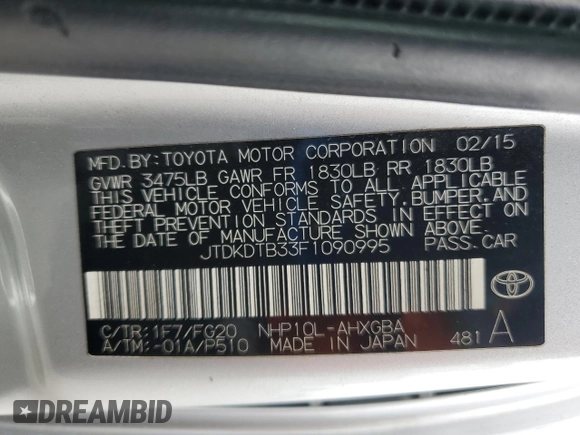 MFD. BY: TOYOTA MOTOR CORPORATION 02/15
GVWR 3475LB GAWR FR 1830LB RR 1830LB
THIS VEHICLE CONFORMS TO ALL APPLICABLE
FEDERAL MOTOR VEHICLE SAFETY, BUMPER, AND
THEFT PREVENTION STANDARDS IN EFFECT ON
THE DATE OF MANUFACTURE SHOWN ABOVE.
JTDKDTB33F1090995 PASS. CAR
C/TR: 1F7/FG20 NHP10L-AHXGBA
A/TM: -01A/P510 MADE IN JAPAN 481 A
DREAMBID